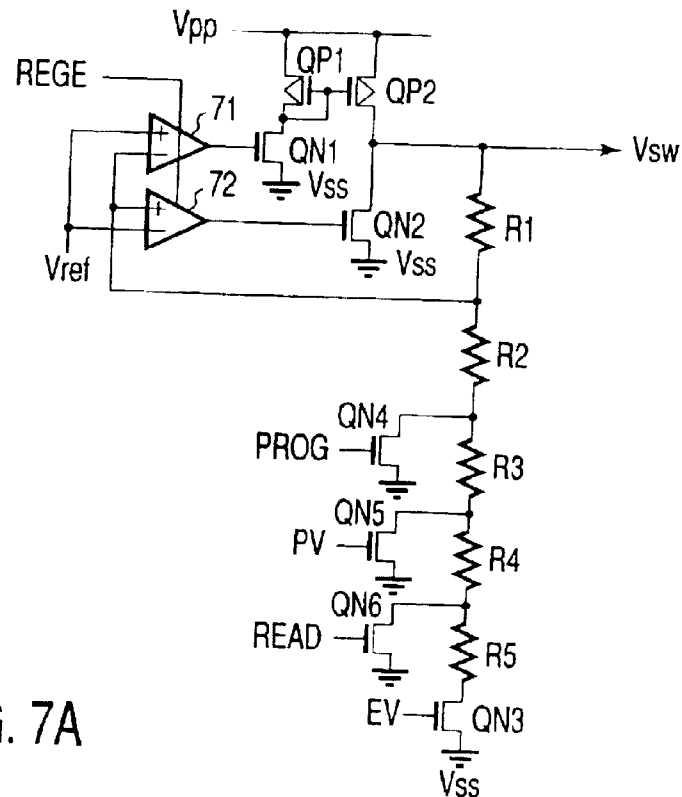 Vpp
QP1
QP2
REGE
71
QN1
Vss
Vsw
72
QN2
Vss
Vref
R1
R2
QN4
PROG
R3
QN5
PV
R4
QN6
READ
R5
EV
QN3
Vss
G. 7A
+
-
+
-